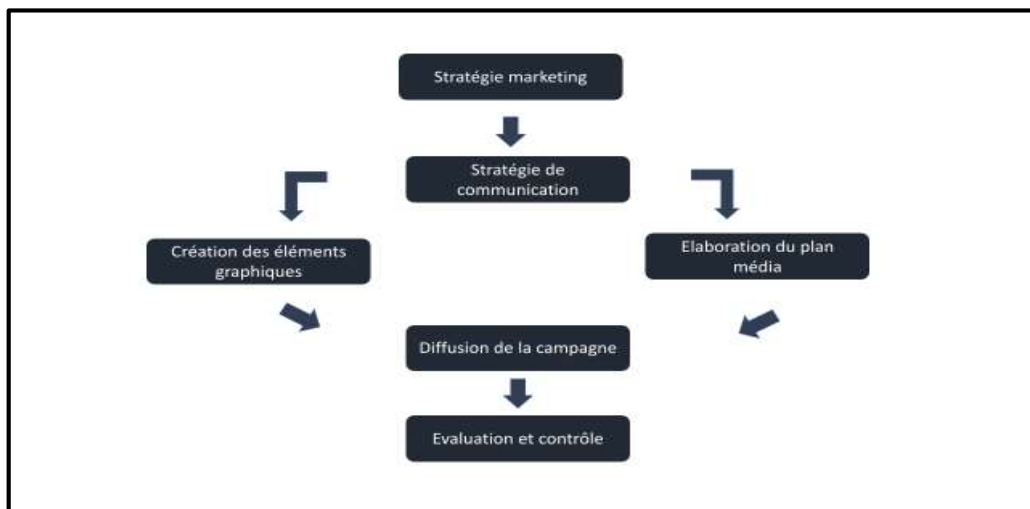 Stratégie marketing
Stratégie de
communication
Création des éléments
graphiques
Elaboration du plan
média
Diffusion de la campagne
Evaluation et contrôle